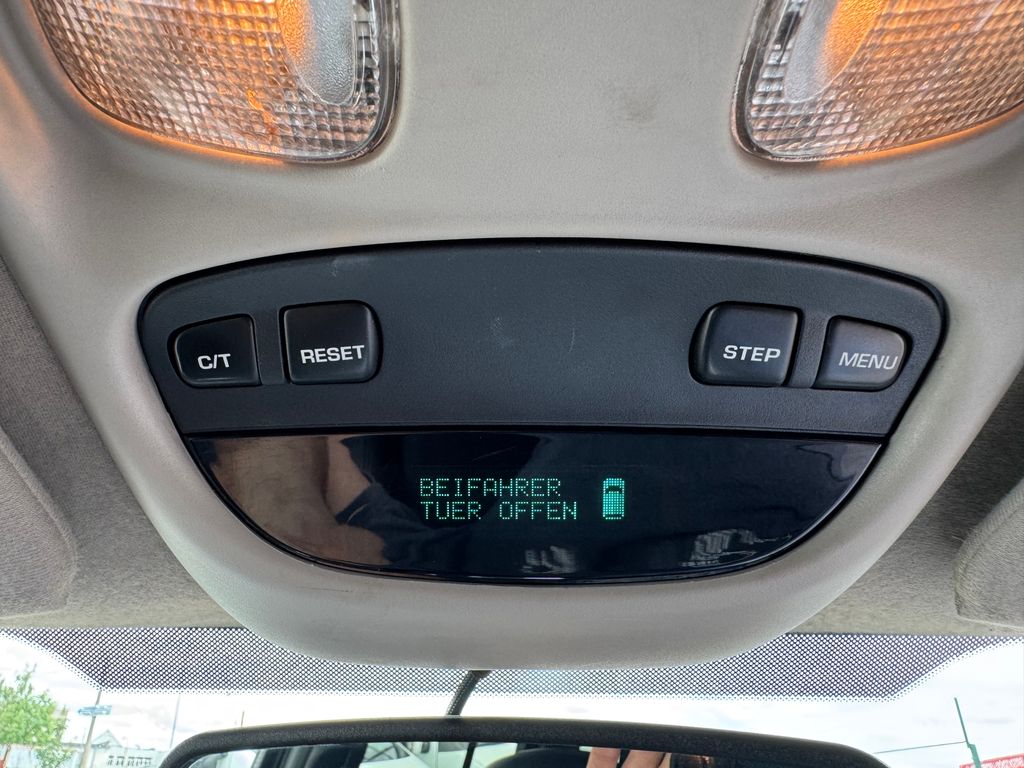 C/T
RESET
STEP
MENU
BEIFAHRER
TUER OFFEN